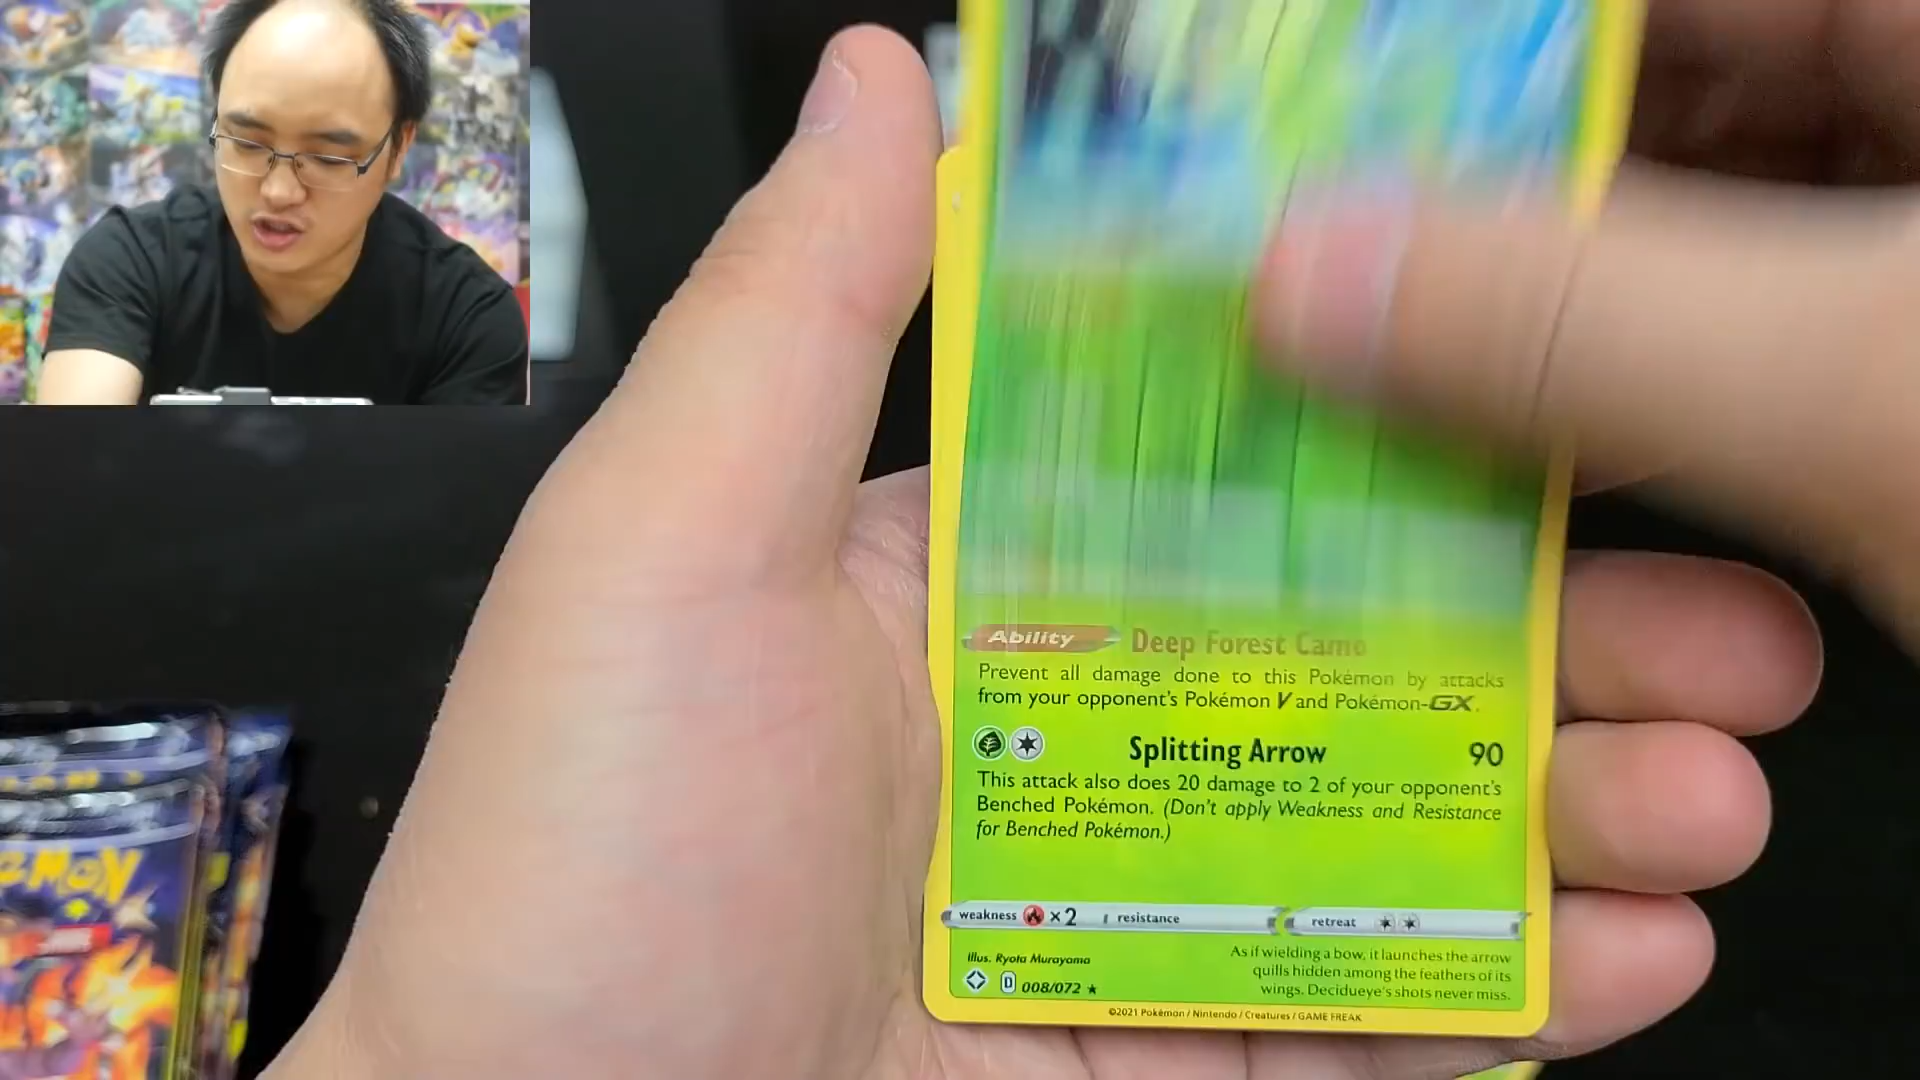 Ability Deep Forest Camo
Prevent all damage done to this Pokémon by attacks
from your opponent's Pokémon V and Pokémon-GX.
Splitting Arrow 90
This attack also does 20 damage to 2 of your opponent's
Benched Pokémon. (Don't apply Weakness and Resistance
for Benched Pokémon.)
weakness ×2 resistance retreat
Illus. Ryota Murayama
D 008/072 ★
As if wielding a bow, it launches the arrow
quills hidden among the feathers of its
wings. Decidueye's shots never miss.
©2021 Pokémon / Nintendo / Creatures / GAME FREAK